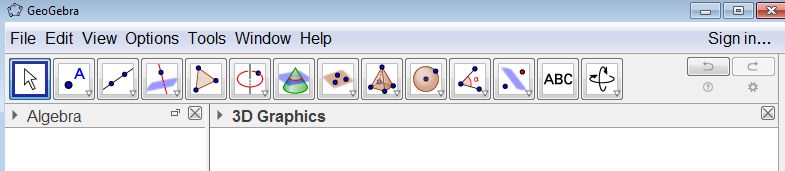 GeoGebra
File Edit View Options Tools Window Help Sign in...
A α ABC
Algebra 3D Graphics